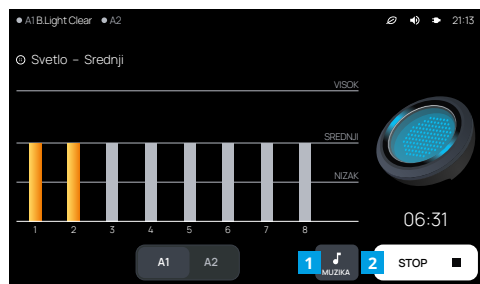 A1 B.Light Clear A2 21:13
Svetlo – Srednji
VISOK
SREDNJI
NIZAK
06:31
1 2 3 4 5 6 7 8
A1 A2 1 MUZIKA 2 STOP